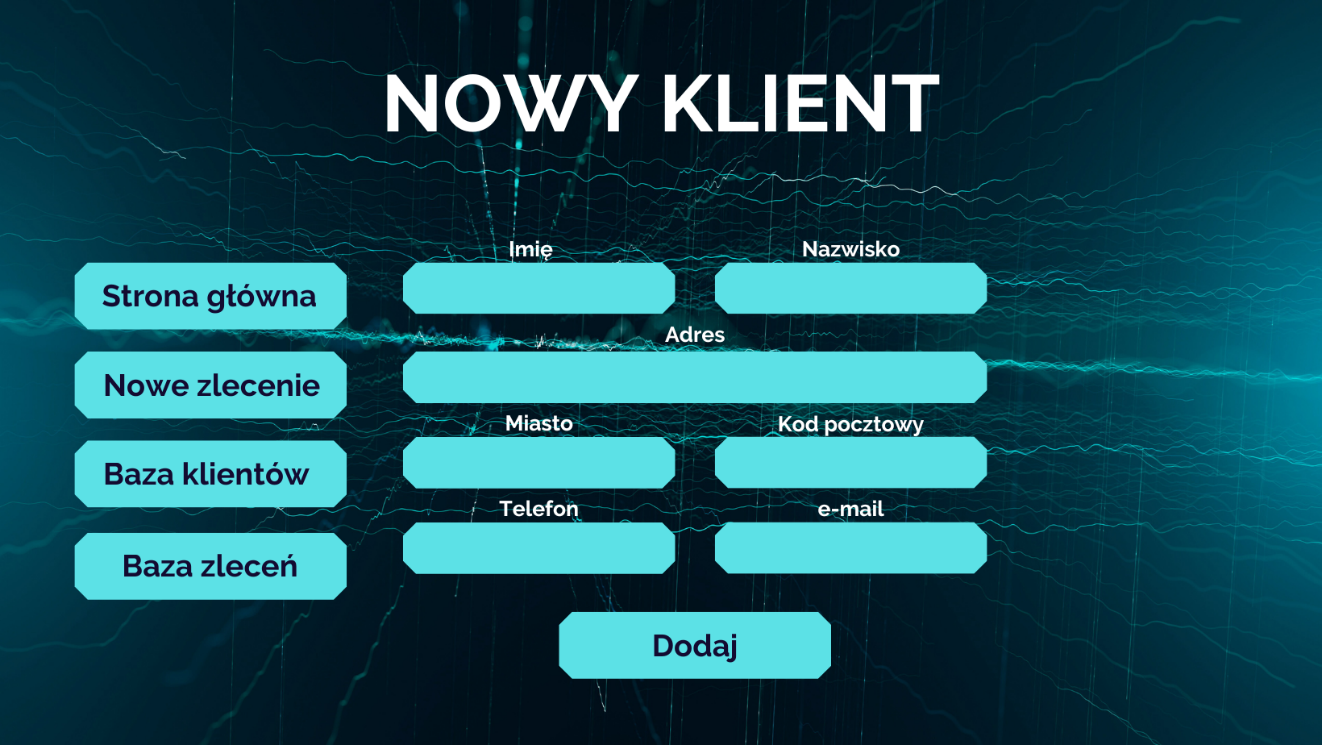 NOWY KLIENT
Strona główna
Nowe zlecenie
Baza klientów
Baza zleceń
Imię
Nazwisko
Adres
Miasto
Kod pocztowy
Telefon
e-mail
Dodaj